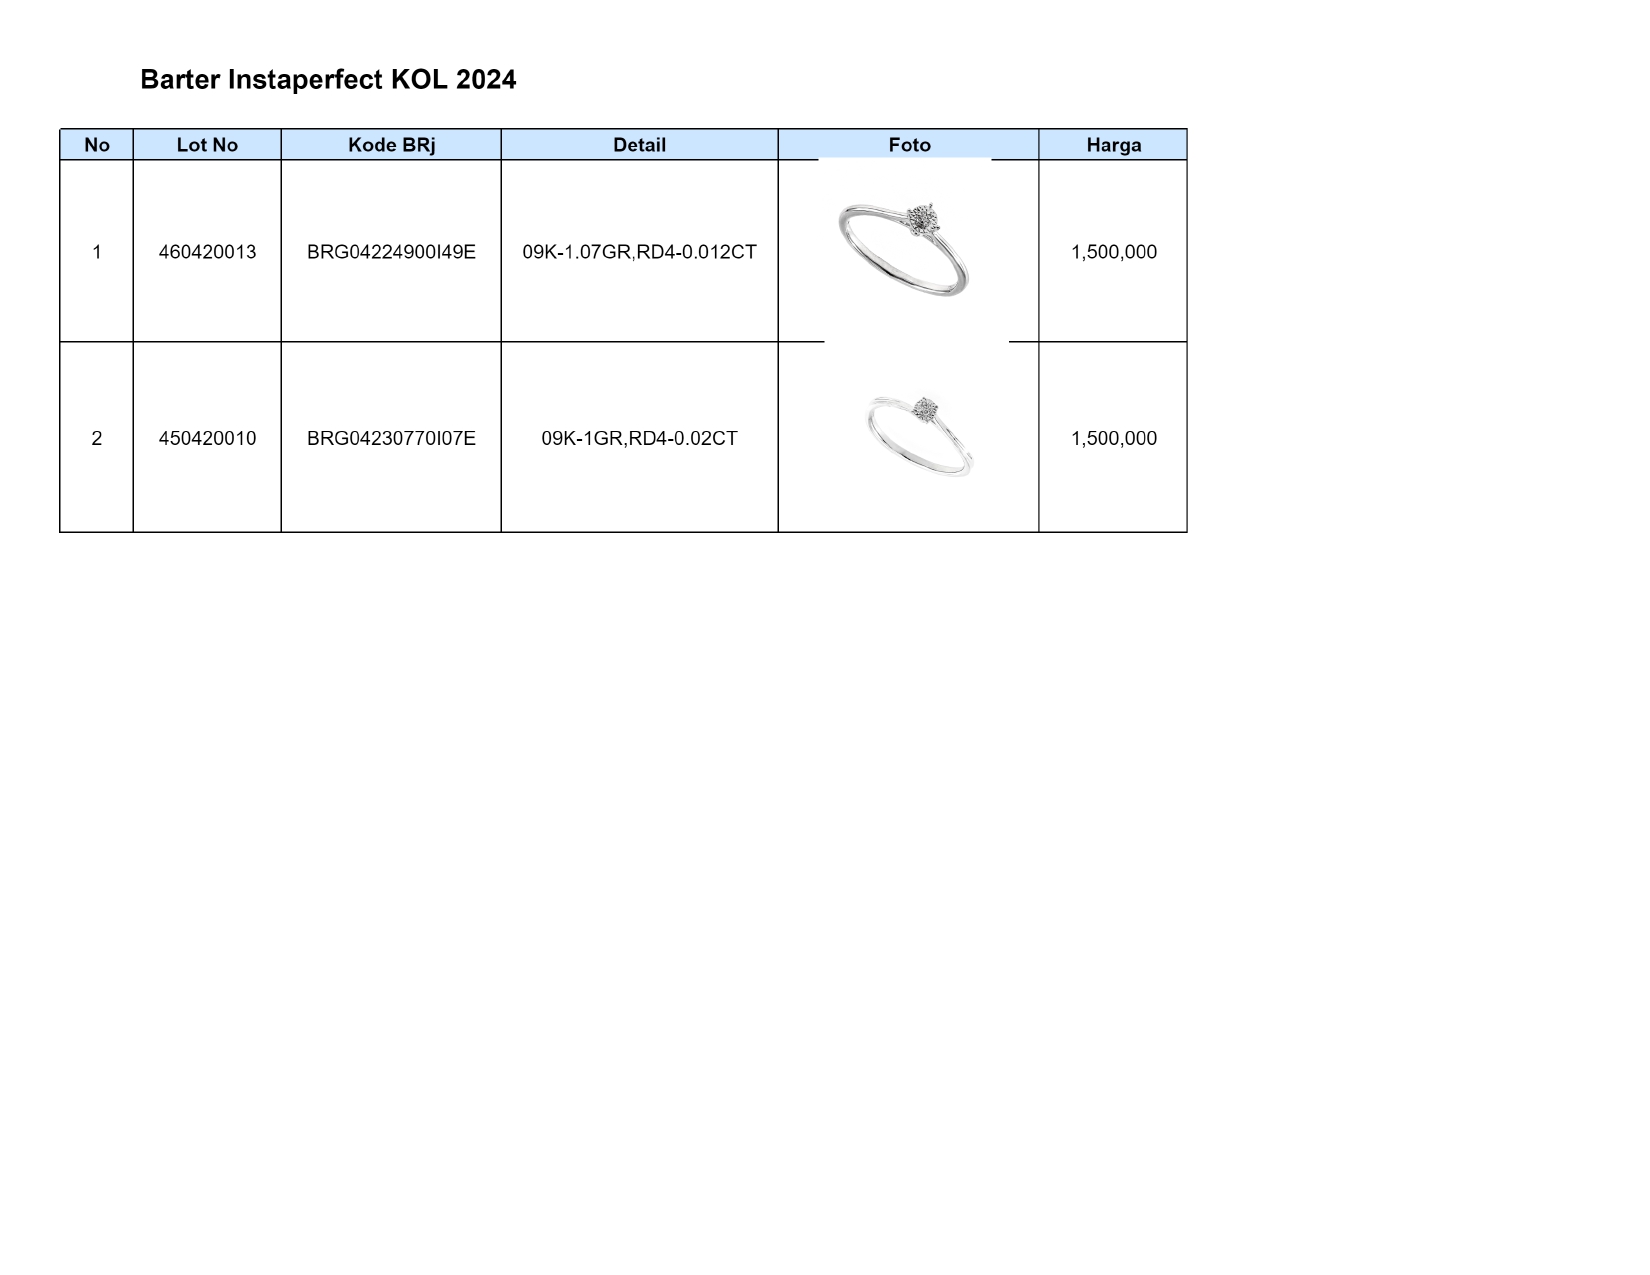 Barter Instaperfect KOL 2024
No Lot No Kode BRj Detail Foto Harga
1 460420013 BRG04224900I49E 09K-1.07GR,RD4-0.012CT 1,500,000
2 450420010 BRG04230770I07E 09K-1GR,RD4-0.02CT 1,500,000